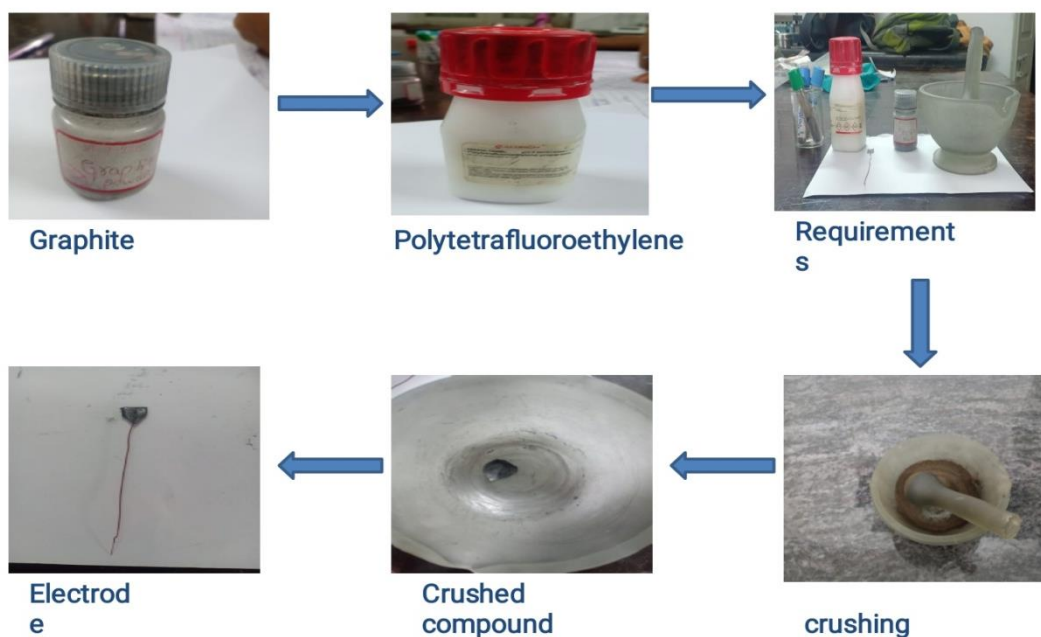 Graphite
Polytetrafluoroethylene
Requirement
s
Electrod
e
Crushed
compound
crushing